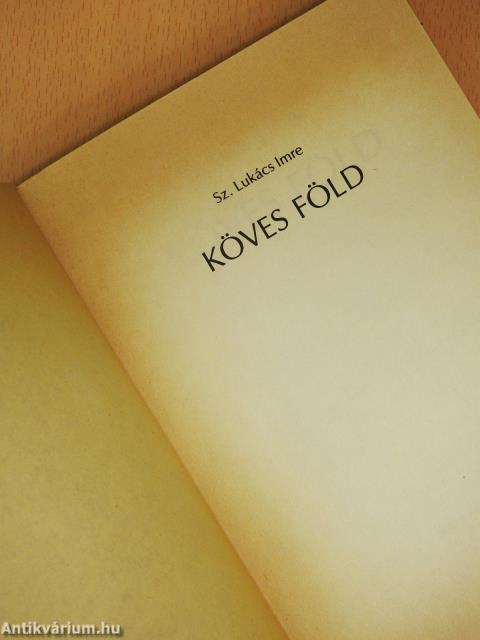 Sz. Lukács Imre
KÖVES FÖLD
Antikvárium.hu